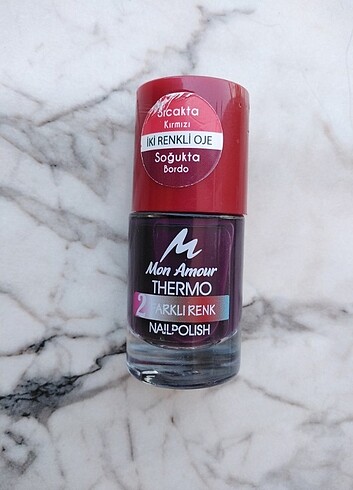 Sıcakta
Kırmızı
İKİ RENKLİ OJE
Soğukta
Bordo
M
Mon Amour
THERMO
2 FARKLI RENK
NAILPOLISH